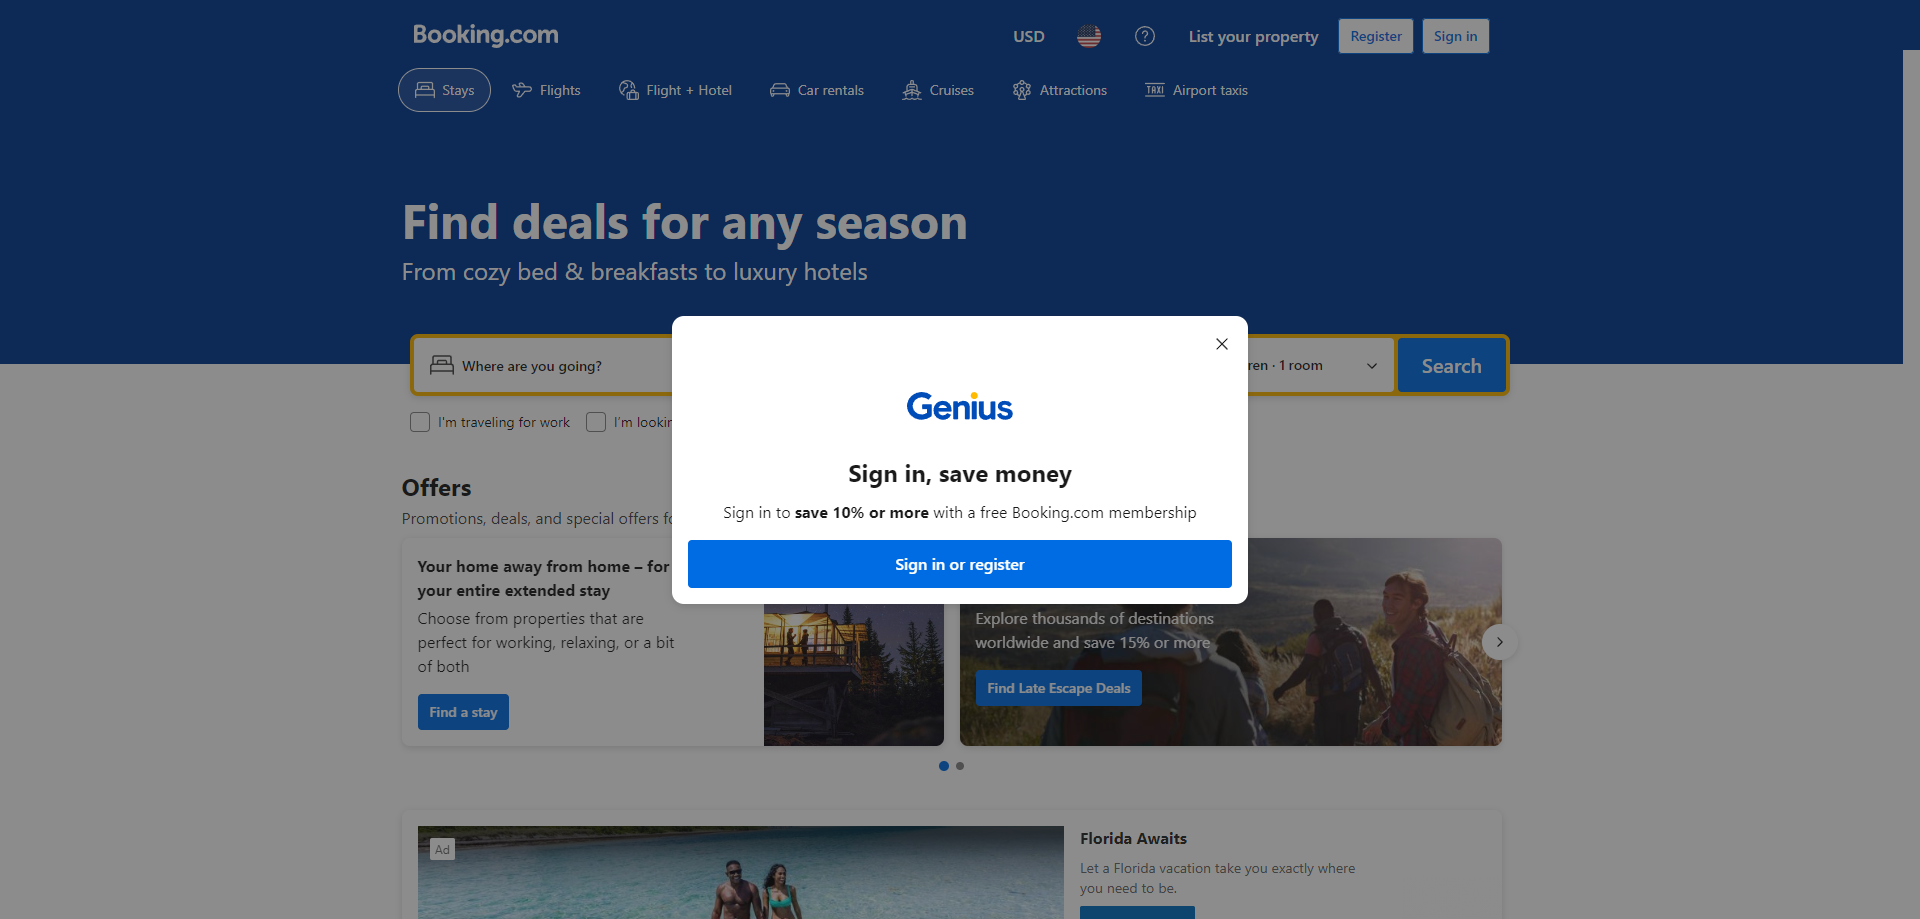 Booking.com
USD
List your property
Register
Sign in
Stays
Flights
Flight + Hotel
Car rentals
Cruises
Attractions
TAXI
Airport taxis
Find deals for any season
From cozy bed & breakfasts to luxury hotels
Where are you going?
1 room
Search
I'm traveling for work
I'm
Genius
Sign in, save money
Sign in to save 10% or more with a free Booking.com membership
Sign in or register
Offers
Promotions, deals, and special offers
Your home away from home – for
your entire extended stay
Choose from properties that are
perfect for working, relaxing, or a bit
of both
Find a stay
Explore thousands of destinations
worldwide and save 15% or more
Find Late Escape Deals
Ad
Florida Awaits
Let a Florida vacation take you exactly where
you need to be.